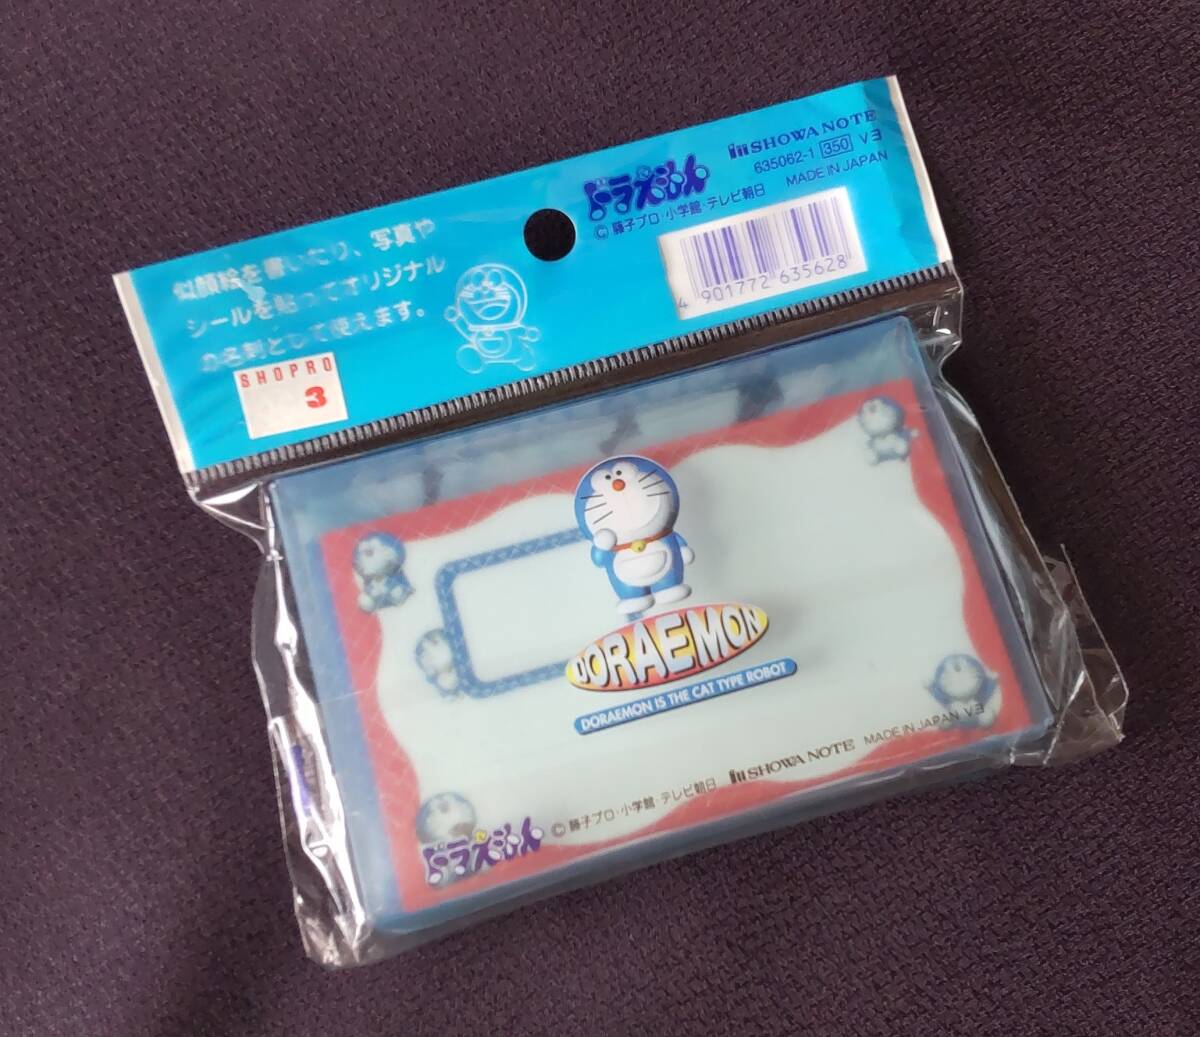 似顔絵を書いたり、写真や
シールを貼ってオリジナル
の名刺として使えます。
SHOPRO
3
ドラえもん
© 藤子プロ・小学館・テレビ朝日
SHOWA NOTE
635062-1 350 V3
MADE IN JAPAN
4 901772 635628
DORAEMON
DORAEMON IS THE CAT TYPE ROBOT
ドラえもん © 藤子プロ・小学館・テレビ朝日 SHOWA NOTE MADE IN JAPAN V3